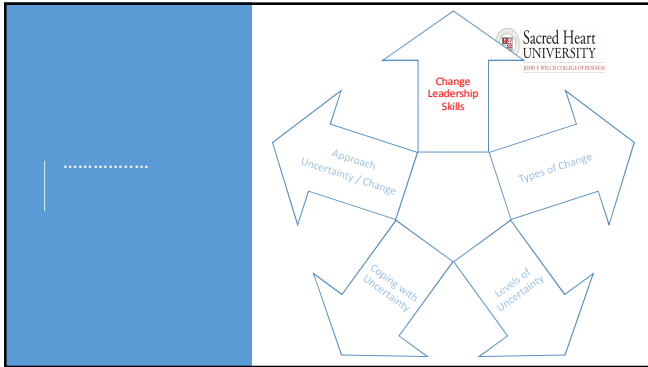 Sacred Heart
UNIVERSITY
JOHN F. WELCH COLLEGE OF BUSINESS
Change
Leadership
Skills
Approach
Uncertainty / Change
Types of Change
Coping with
Uncertainty
Levels of
Uncertainty
.................